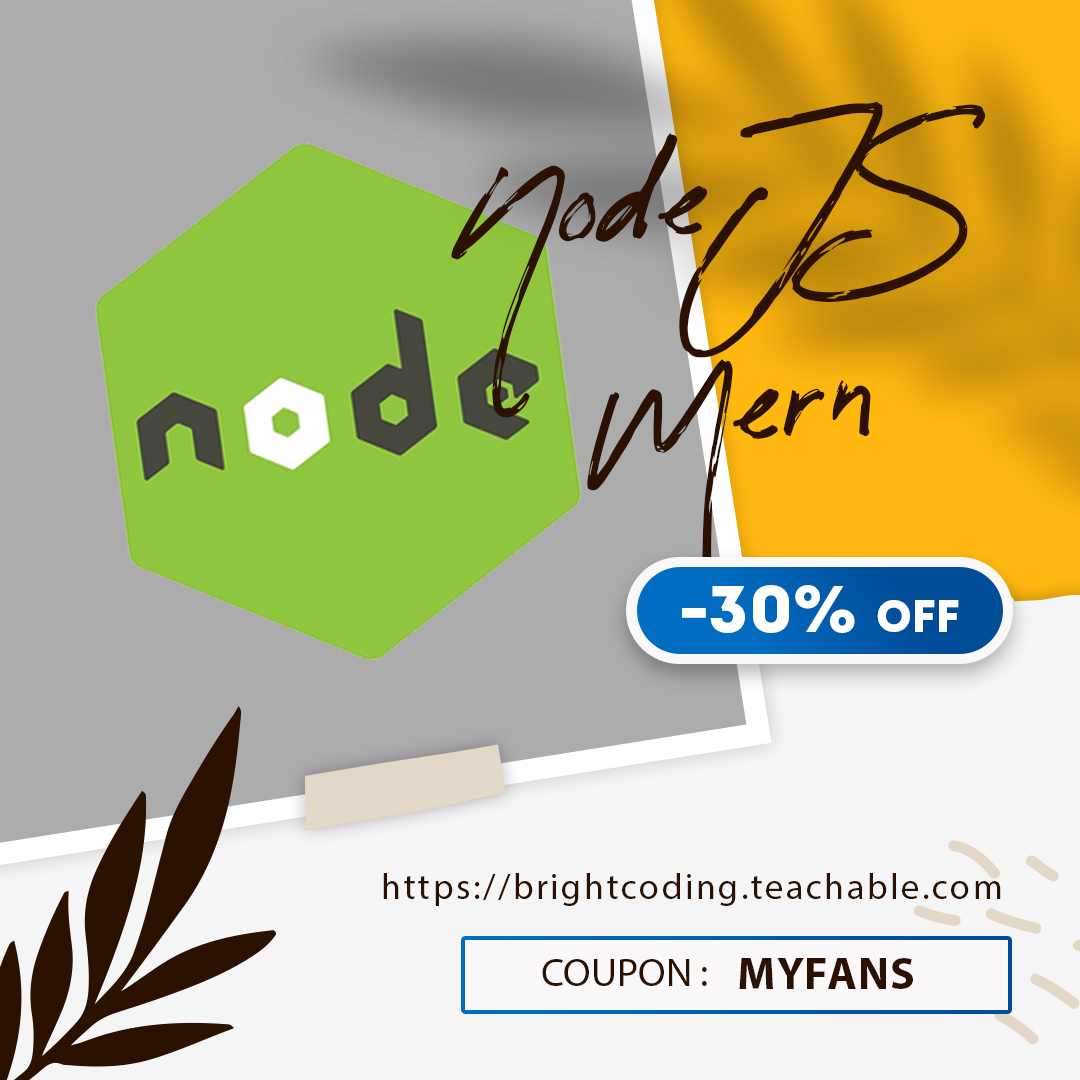 node
node JS
Mern
-30% OFF
https://brightcoding.teachable.com
COUPON : MYFANS